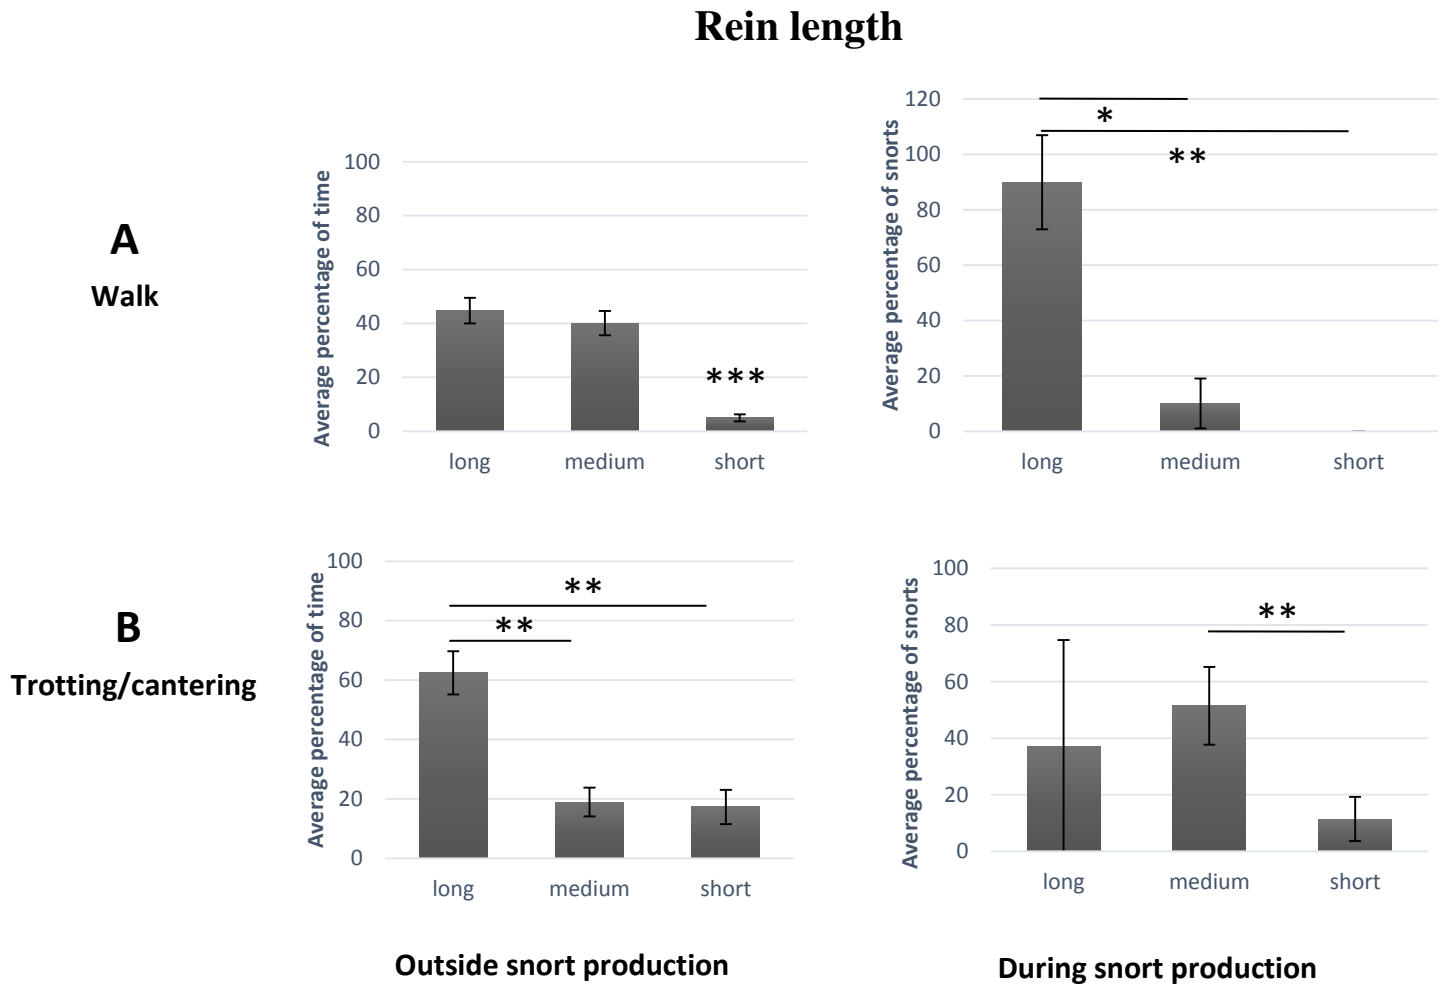 Rein length
A
Walk
Average percentage of time
100
80
60
40
20
0
***
long medium short
Average percentage of snorts
120
100
80
60
40
20
0
*
**
long medium short
B
Trotting/cantering
Average percentage of time
100
80
60
40
20
0
**
**
long medium short
Average percentage of snorts
100
80
60
40
20
0
**
long medium short
Outside snort production
During snort production